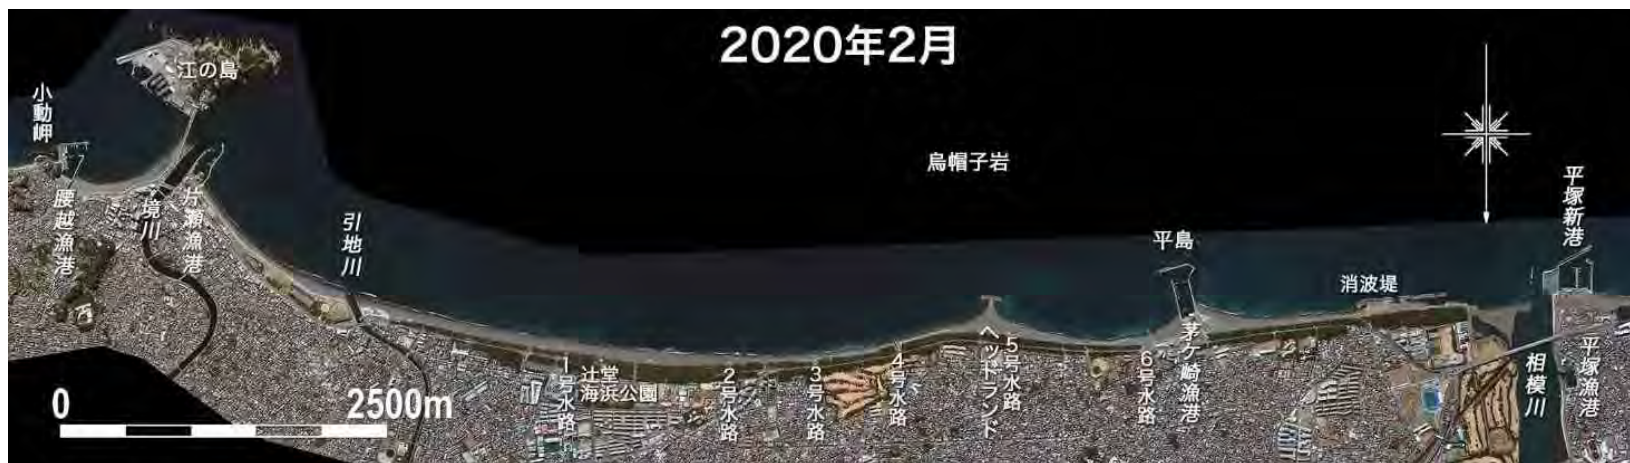 2020年2月
江の島
小動岬
腰越漁港
境川
片瀬漁港
引地川
烏帽子岩
平島
消波堤
平塚新港
1号水路
辻堂
海浜公園
2号水路
3号水路
4号水路
ヘッドランド
5号水路
6号水路
茅ケ崎漁港
相模川
平塚漁港
0 2500m